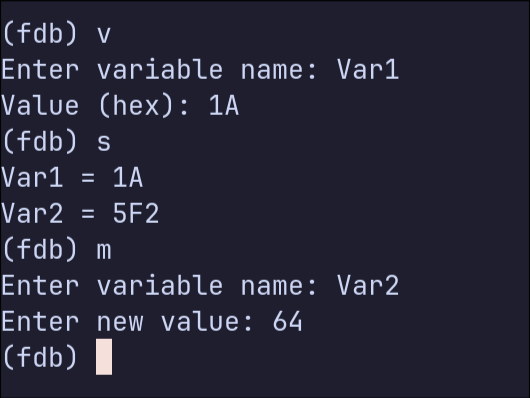 (fdb) v
Enter variable name: Var1
Value (hex): 1A
(fdb) s
Var1 = 1A
Var2 = 5F2
(fdb) m
Enter variable name: Var2
Enter new value: 64
(fdb)